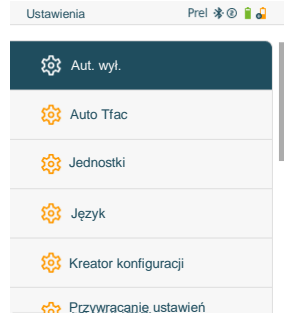 Ustawienia Prel
Aut. wył.
Auto Tfac
Jednostki
Język
Kreator konfiguracji
Przywracanie ustawień